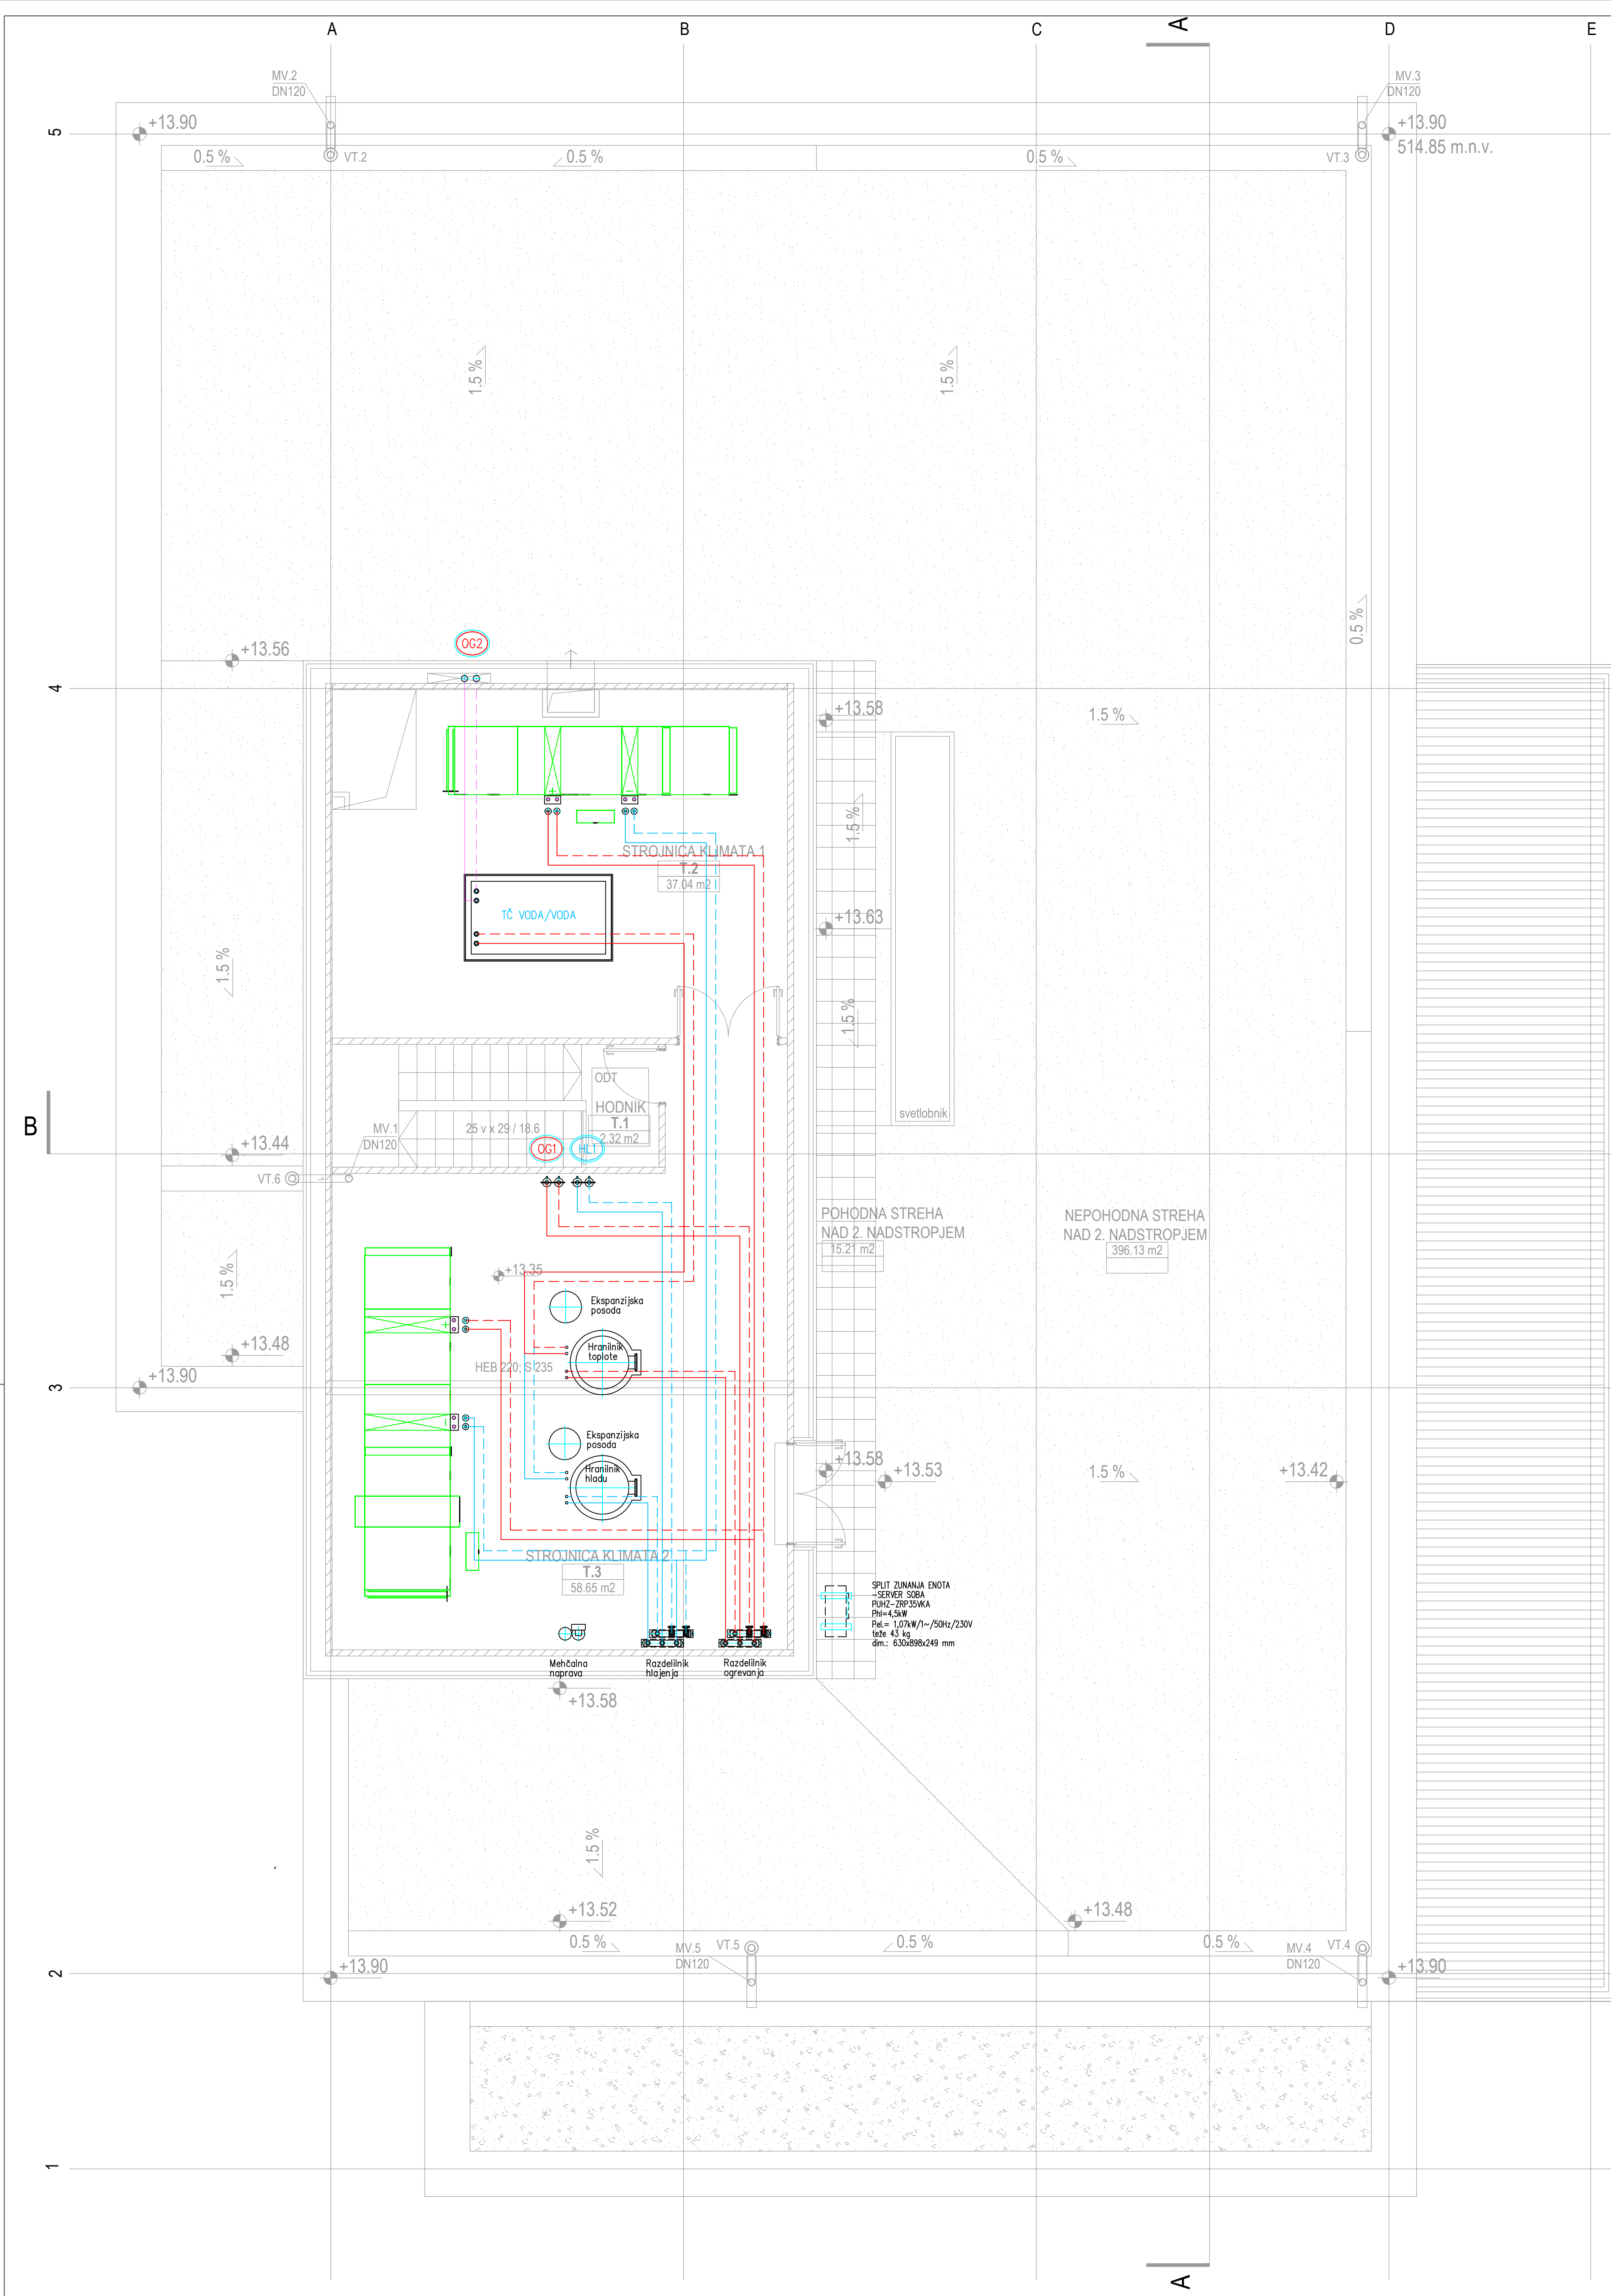 A
B
C
A
D
E
MV.2
DN120
MV.3
DN120
5
+13.90
+13.90
514.85 m.n.v.
VT.2
VT.3
0.5 %
0.5 %
0.5 %
1.5 %
1.5 %
0.5 %
OG2
+13.56
4
+13.58
1.5 %
+
-
STROJNICA KLIMATA 1
T.2
37.04 m2
1.5 %
TČ VODA/VODA
+13.63
1.5 %
1.5 %
ODT
HODNIK
T.1
2.32 m2
25 v x 29 / 18.6
svetlobnik
B
MV.1
DN120
+13.44
OG1
HL1
VT.6
POHODNA STREHA
NAD 2. NADSTROPJEM
15.21 m2
NEPOHODNA STREHA
NAD 2. NADSTROPJEM
396.13 m2
1.5 %
+13.35
Ekspanzijska
posoda
+
Hranilnik
toplote
+13.48
HEB 220; S 235
3
+13.90
Ekspanzijska
posoda
-
Hranilnik
hladu
+13.58
+13.53
1.5 %
+13.42
STROJNICA KLIMATA 2
T.3
58.65 m2
SPLIT ZUNANJA ENOTA
-SERVER SOBA
PUHZ-ZRP35VKA
Phl=4,5kW
Pel.= 1,07kW/1~/50Hz/230V
teže 43 kg
dim.: 630x898x249 mm
Mehčalna
naprava
Razdelilnik
hlajenja
Razdelilnik
ogrevanja
+13.58
1.5 %
+13.52
+13.48
0.5 %
MV.5
DN120
VT.5
0.5 %
0.5 %
MV.4
DN120
VT.4
2
+13.90
+13.90
1
A